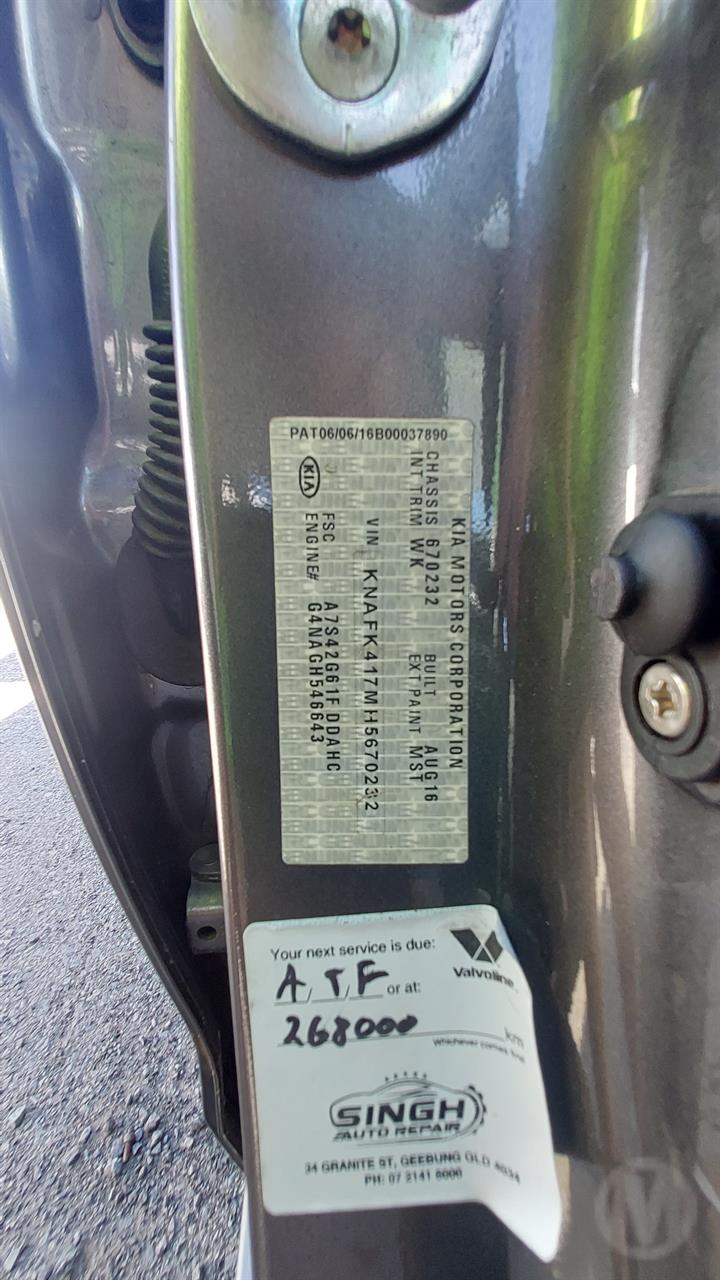 PAT06/06/16B00037890
KIA MOTORS CORPORATION
CHASSIS 670232 BUILT AUG16
INT TRIM WK EXT PAINT MST
VIN KNAFK417MH5670232
FSC A7S42G61F DDAHC
ENGINE# G4NAGH546643
KIA
Your next service is due:
A/T/F or at:
268000 km
Whichever comes first
Valvoline
SINGH
AUTO REPAIR
34 GRANITE ST, GEEBUNG QLD 4034
PH: 07 2141 8000
M